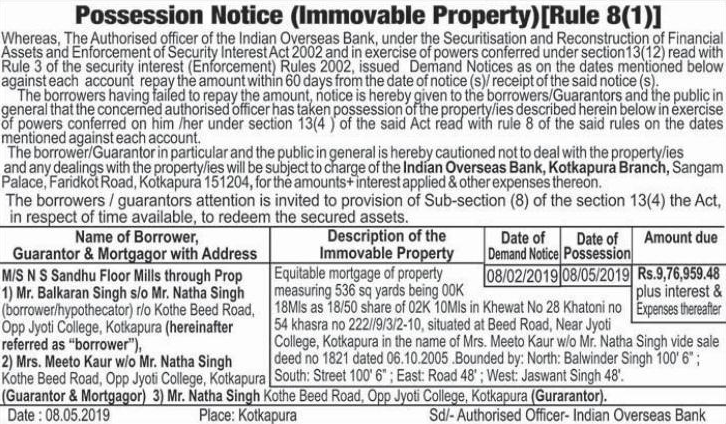 Possession Notice (Immovable Property)[Rule 8(1)]
Whereas, The Authorised officer of the Indian Overseas Bank, under the Securitisation and Reconstruction of Financial
Assets and Enforcement of Security Interest Act 2002 and in exercise of powers conferred under section13(12) read with
Rule 3 of the security interest (Enforcement) Rules 2002, issued Demand Notices as on the dates mentioned below
against each account repay the amount within 60 days from the date of notice (s)/ receipt of the said notice (s).
The borrowers having failed to repay the amount, notice is hereby given to the borrowers/Guarantors and the public in
general that the concerned authorised officer has taken possession of the property/ies described herein below in exercise
of powers conferred on him /her under section 13(4 ) of the said Act read with rule 8 of the said rules on the dates
mentioned against each account.
The borrower/Guarantor in particular and the public in general is hereby cautioned not to deal with the property/ies
and any dealings with the property/ies will be subject to charge of the Indian Overseas Bank, Kotkapura Branch, Sangam
Palace, Faridkot Road, Kotkapura 151204, for the amounts+interest applied & other expenses thereon.
The borrowers / guarantors attention is invited to provision of Sub-section (8) of the section 13(4) the Act,
in respect of time available, to redeem the secured assets.
Name of Borrower,
Guarantor & Mortgagor with Address
Description of the
Immovable Property
Date of
Demand Notice
Date of
Possession
Amount due
M/S N S Sandhu Floor Mills through Prop
1) Mr. Balkaran Singh s/o Mr. Natha Singh
(borrower/hypothecator) r/o Kothe Beed Road,
Opp Jyoti College, Kotkapura (hereinafter
referred as "borrower"),
2) Mrs. Meeto Kaur w/o Mr. Natha Singh
Kothe Beed Road, Opp Jyoti College, Kotkapura
(Guarantor & Mortgagor) 3) Mr. Natha Singh Kothe Beed Road, Opp Jyoti College, Kotkapura (Gurarantor).
Equitable mortgage of property
measuring 536 sq yards being 00K
18Mls as 18/50 share of 02K 10Mls in Khewat No 28 Khatoni no
54 khasra no 222//9/3/2-10, situated at Beed Road, Near Jyoti
College, Kotkapura in the name of Mrs. Meeto Kaur w/o Mr. Natha Singh vide sale
deed no 1821 dated 06.10.2005 .Bounded by: North: Balwinder Singh 100' 6" ;
South: Street 100' 6" ; East: Road 48' ; West: Jaswant Singh 48'.
08/02/2019
08/05/2019
Rs.9,76,959.48
plus interest &
Expenses thereafter
Date : 08.05.2019 Place: Kotkapura Sd/- Authorised Officer- Indian Overseas Bank